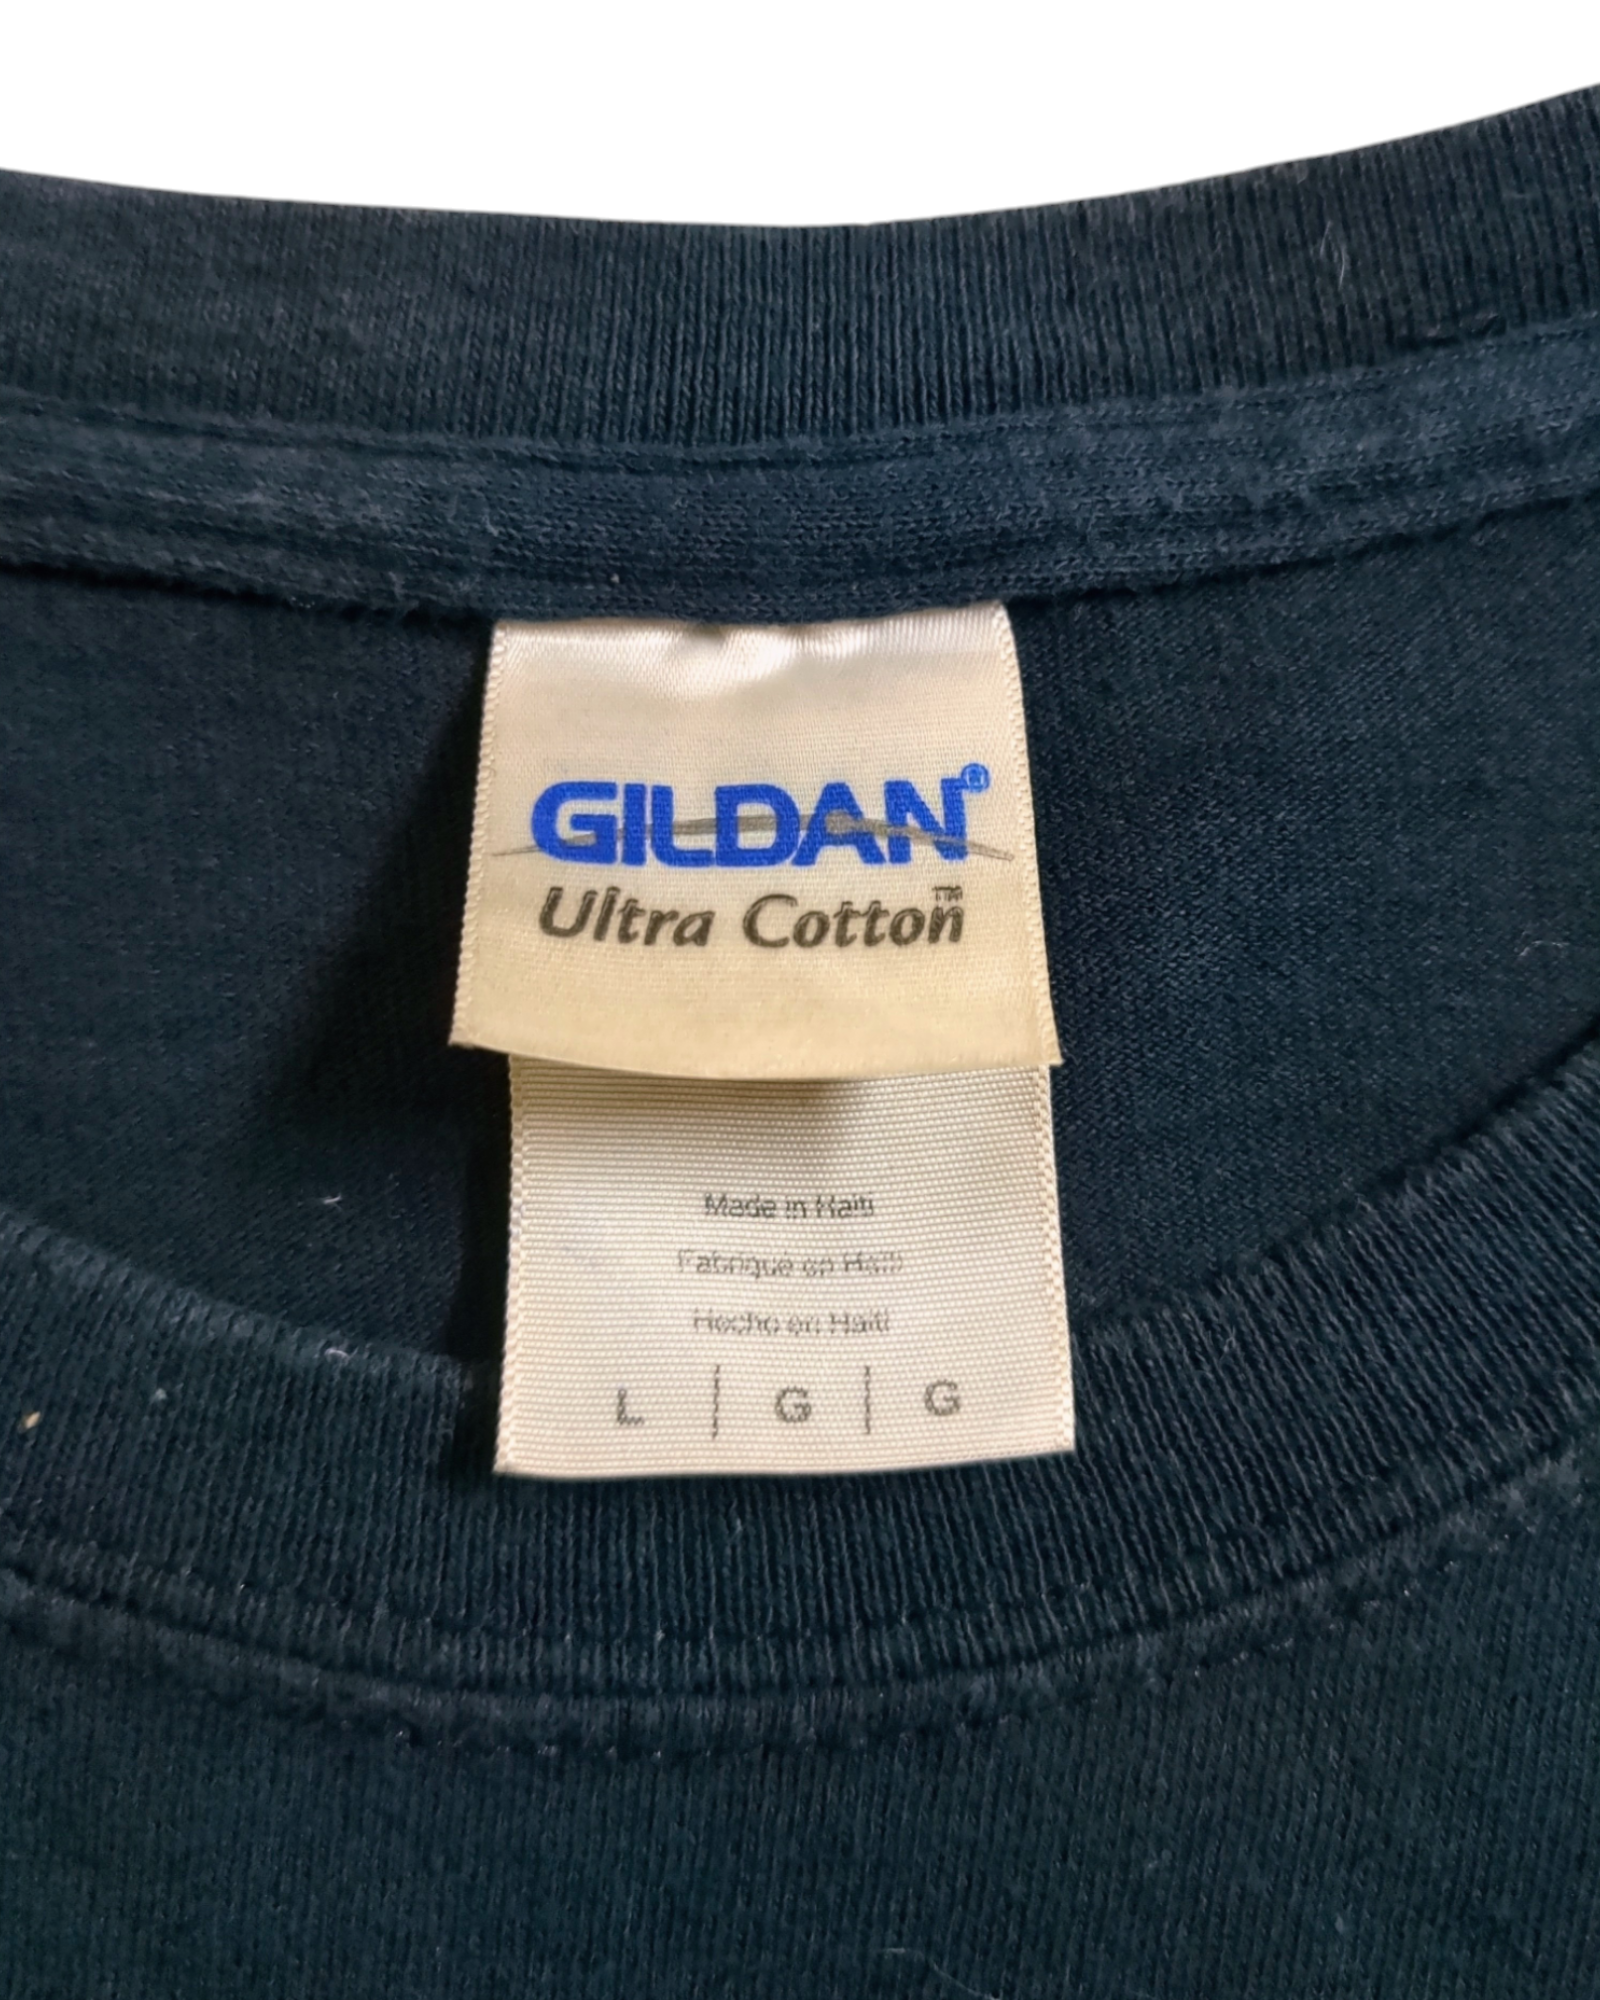 GILDAN®
Ultra Cotton™
Made in Haiti
Fabriqué en Haïti
Hecho en Haití
L | G | G